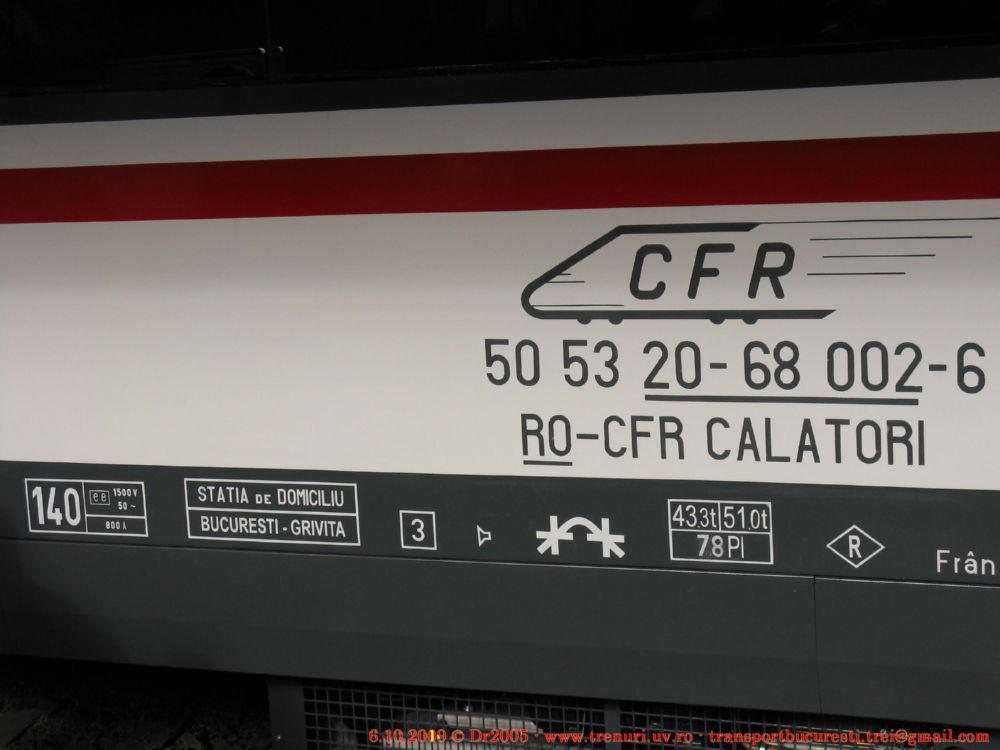 CFR
50 53 20-68 002-6
RO-CFR CALATORI
140
ee
1500 V
50 ~
800 A
STATIA DE DOMICILIU
BUCURESTI - GRIVITA
3
43.3t 51.0t
78 Pl
R
Frân
6.10.2009 © Dr2005 · www.trenuri.uv.ro · transportbucuresti.trei@gmail.com